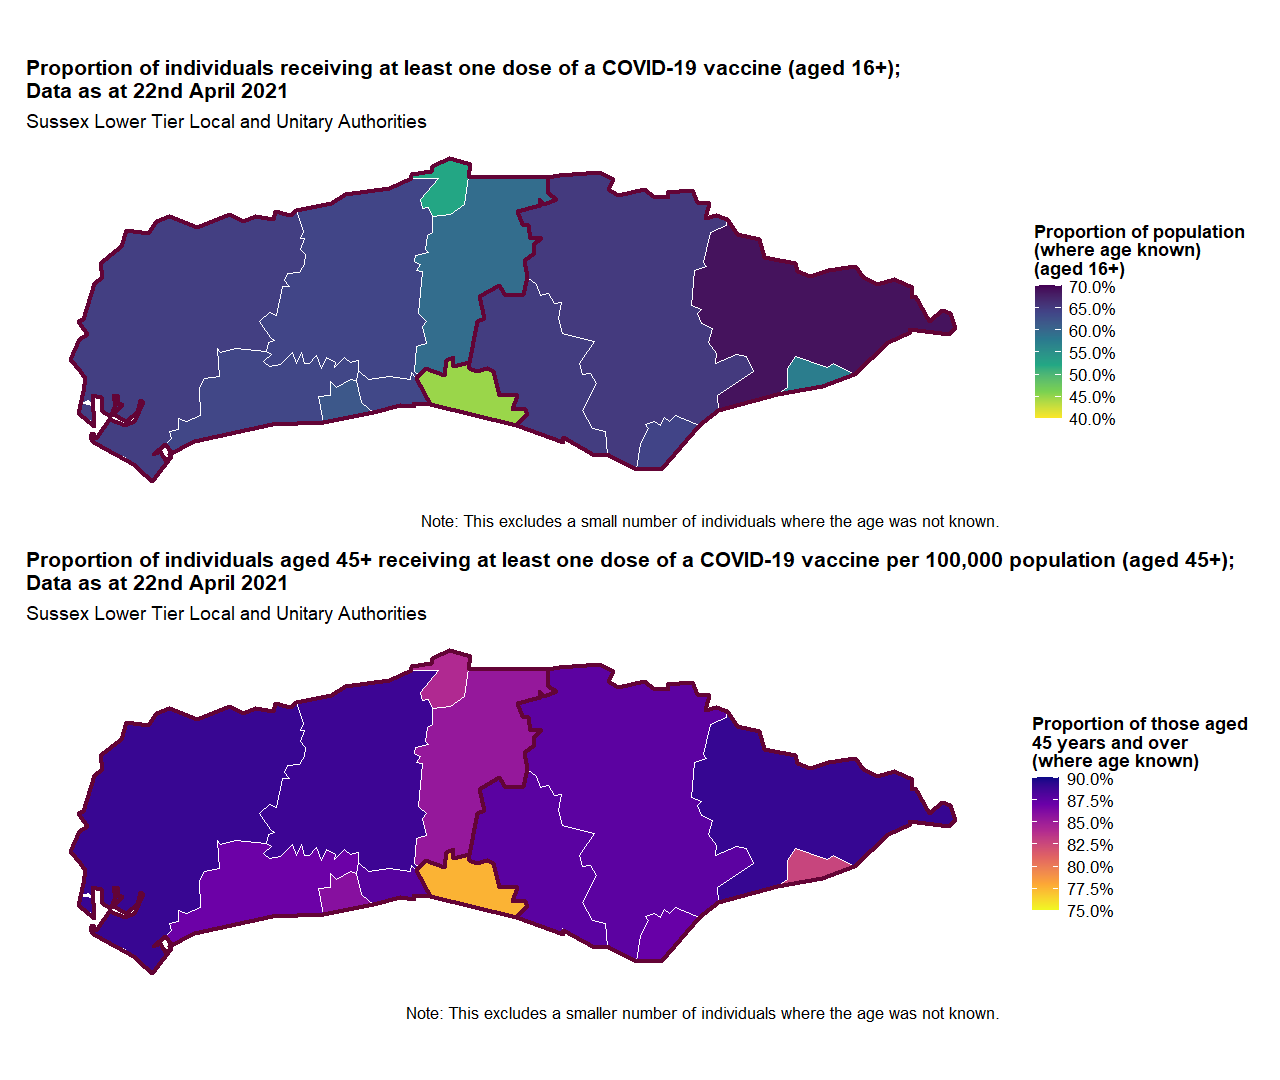 Proportion of individuals receiving at least one dose of a COVID-19 vaccine (aged 16+);
Data as at 22nd April 2021
Sussex Lower Tier Local and Unitary Authorities
Proportion of population
(where age known)
(aged 16+)
70.0%
65.0%
60.0%
55.0%
50.0%
45.0%
40.0%
Note: This excludes a small number of individuals where the age was not known.
Proportion of individuals aged 45+ receiving at least one dose of a COVID-19 vaccine per 100,000 population (aged 45+);
Data as at 22nd April 2021
Sussex Lower Tier Local and Unitary Authorities
Proportion of those aged
45 years and over
(where age known)
90.0%
87.5%
85.0%
82.5%
80.0%
77.5%
75.0%
Note: This excludes a smaller number of individuals where the age was not known.